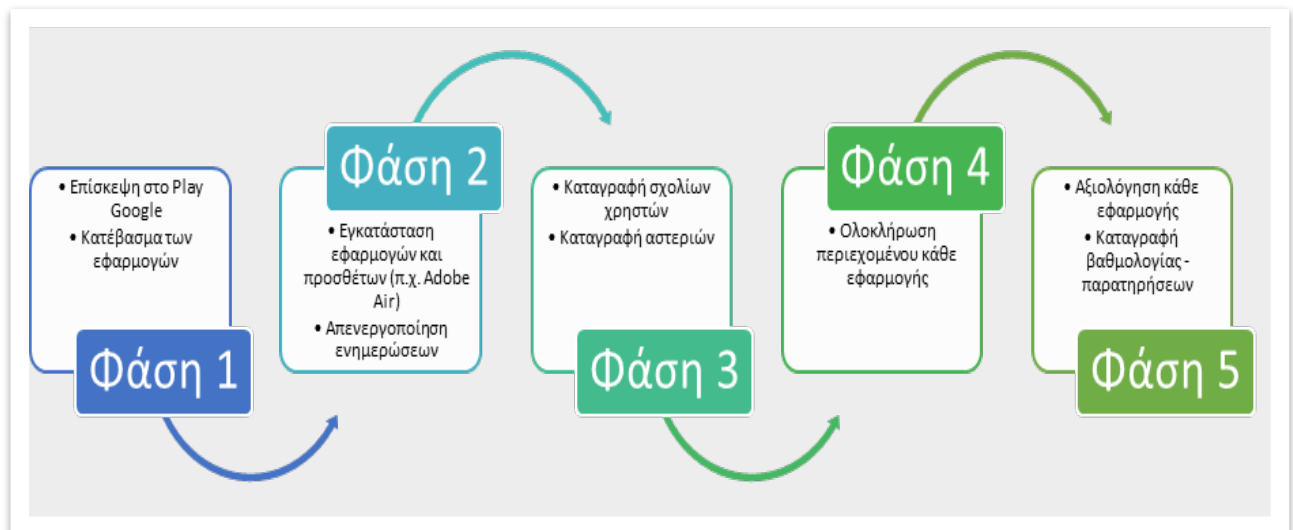 • Επίσκεψη στο Play
Google
• Κατέβασμα των
εφαρμογών
Φάση 1
Φάση 2
• Εγκατάσταση
εφαρμογών και
προσθέτων (π.χ. Adobe
Air)
• Απενεργοποίηση
ενημερώσεων
• Καταγραφή σχολίων
χρηστών
• Καταγραφή αστεριών
Φάση 3
Φάση 4
• Ολοκλήρωση
περιεχομένου κάθε
εφαρμογής
• Αξιολόγηση κάθε
εφαρμογής
• Καταγραφή
βαθμολογίας -
παρατηρήσεων
Φάση 5